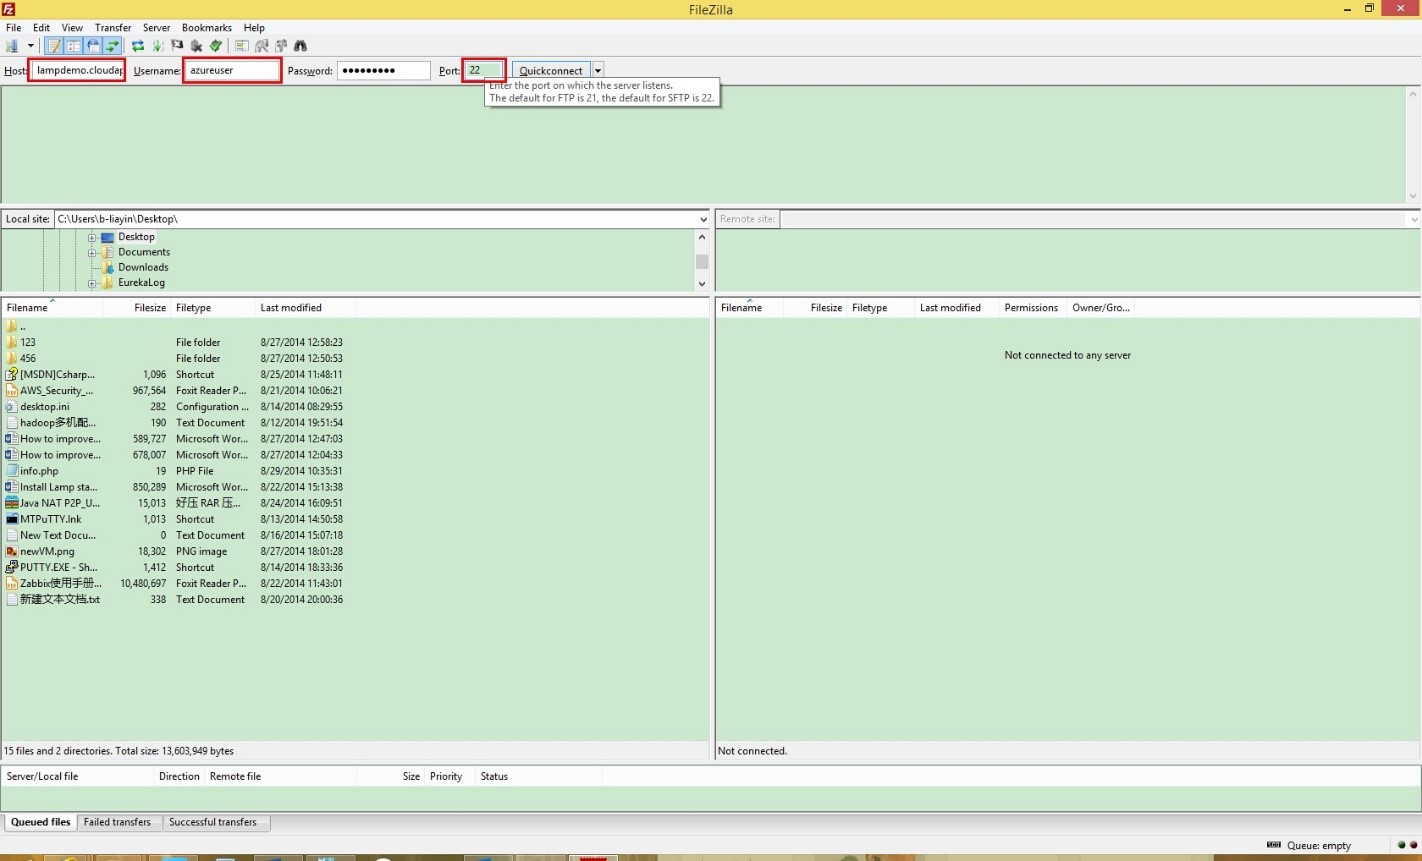 FileZilla
File Edit View Transfer Server Bookmarks Help
Host: lampdemo.cloudap Username: azureuser Password: ●●●●●●●●● Port: 22 Quickconnect
Enter the port on which the server listens.
The default for FTP is 21, the default for SFTP is 22.
Local site: C:\Users\b-liayin\Desktop\
Remote site:
Desktop
Documents
Downloads
EurekaLog
Filename Filesize Filetype Last modified
..
123 File folder 8/27/2014 12:58:23
456 File folder 8/27/2014 12:50:53
[MSDN]Csharp... 1,096 Shortcut 8/25/2014 11:48:11
AWS_Security_... 967,564 Foxit Reader P... 8/21/2014 10:06:21
desktop.ini 282 Configuration ... 8/14/2014 08:29:55
hadoop多机配... 190 Text Document 8/12/2014 19:51:54
How to improve... 589,727 Microsoft Wor... 8/27/2014 12:47:03
How to improve... 678,007 Microsoft Wor... 8/27/2014 12:04:33
info.php 19 PHP File 8/29/2014 10:35:31
Install Lamp sta... 850,289 Microsoft Wor... 8/22/2014 15:13:38
Java NAT P2P_U... 15,013 好压 RAR 压... 8/24/2014 16:09:51
MTPuTTY.lnk 1,013 Shortcut 8/13/2014 14:50:58
New Text Docu... 0 Text Document 8/16/2014 15:07:18
newVM.png 18,302 PNG image 8/27/2014 18:01:28
PUTTY.EXE - Sh... 1,412 Shortcut 8/14/2014 18:33:36
Zabbix使用手册... 10,480,697 Foxit Reader P... 8/22/2014 11:43:01
新建文本文档.txt 338 Text Document 8/20/2014 20:00:36
15 files and 2 directories. Total size: 13,603,949 bytes
Filename Filesize Filetype Last modified Permissions Owner/Gro...
Not connected to any server
Not connected.
Server/Local file Direction Remote file Size Priority Status
Queued files Failed transfers Successful transfers
Queue: empty